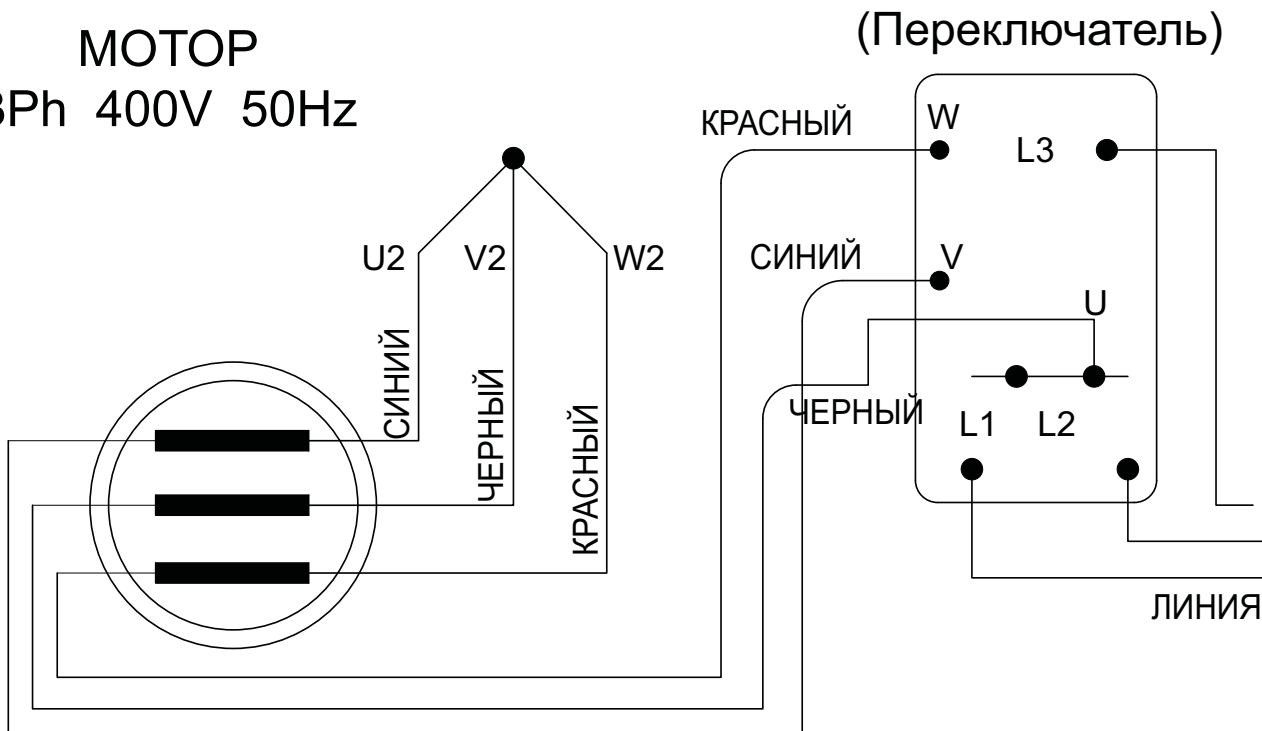 МОТОР
3Ph 400V 50Hz
(Переключатель)
КРАСНЫЙ
W
L3
U2
V2
W2
СИНИЙ
V
U
СИНИЙ
ЧЕРНЫЙ
КРАСНЫЙ
ЧЕРНЫЙ
L1
L2
ЛИНИЯ